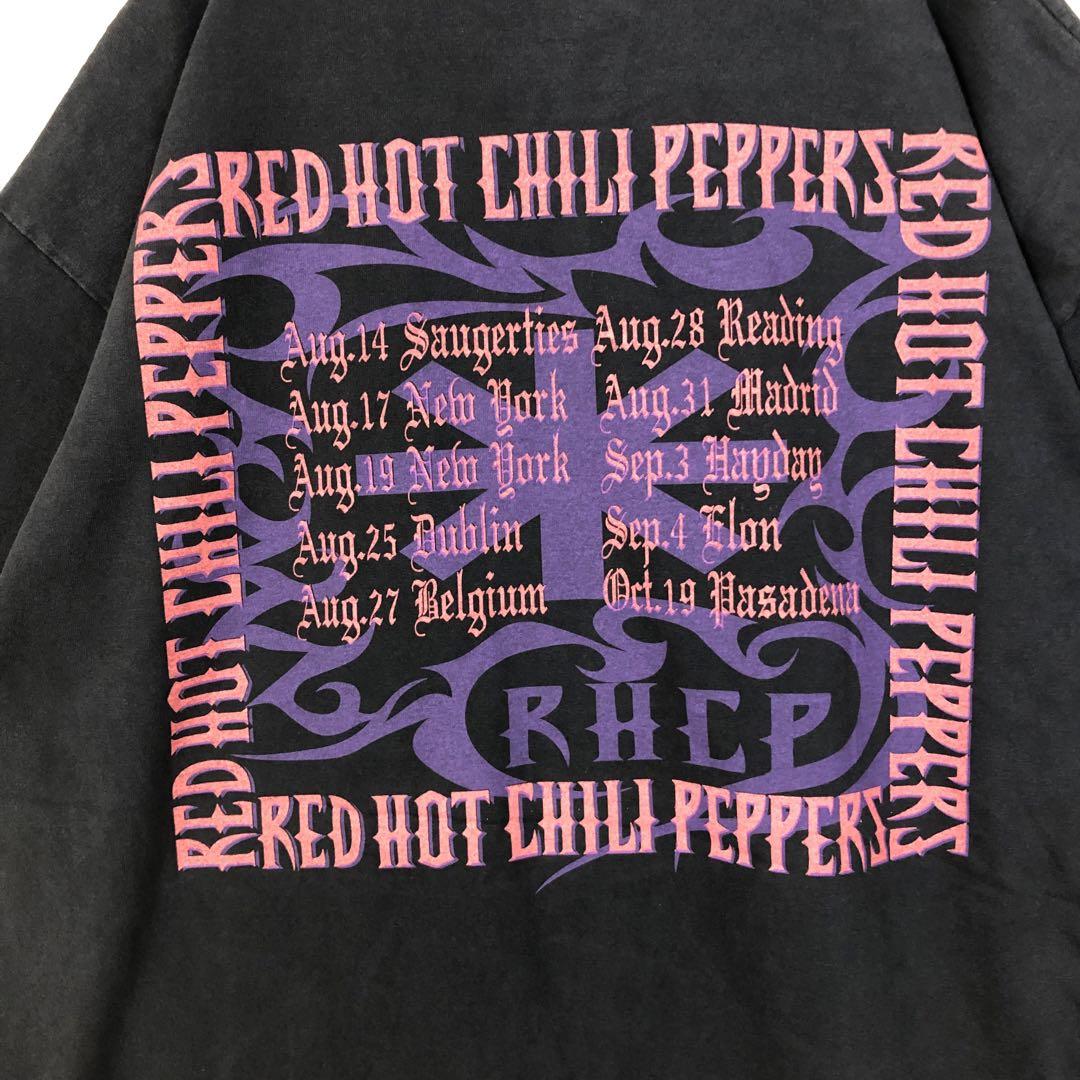 RED HOT CHILI PEPPERS
RED HOT CHILI PEPPERS
RED HOT CHILI PEPPERS
Aug.14 Saugerties
Aug.17 New York
Aug.19 New York
Aug.25 Dublin
Aug.27 Belgium
Aug.28 Reading
Aug.31 Madrid
Sep.3 Hayday
Sep.4 Elon
Oct.19 Pasadena
RHCP
RED HOT CHILI PEPPERS